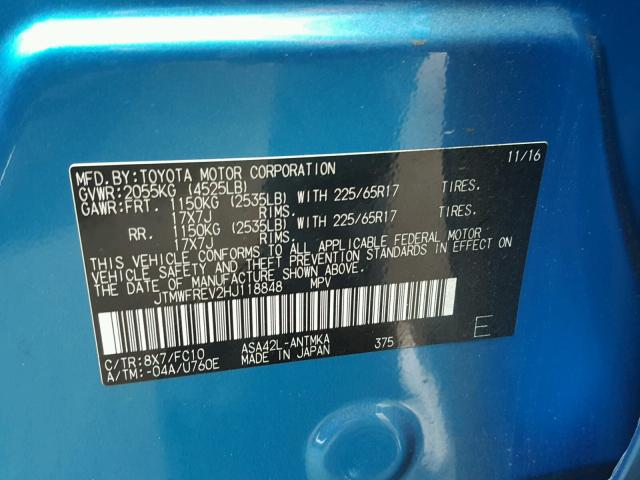 MFD.BY:TOYOTA MOTOR CORPORATION 11/16
GVWR:2055KG (4525LB)
GAWR:FRT. 1150KG (2535LB) WITH 225/65R17 TIRES.
17X7J RIMS.
RR. 1150KG (2535LB) WITH 225/65R17 TIRES.
17X7J RIMS.
THIS VEHICLE CONFORMS TO ALL APPLICABLE FEDERAL MOTOR
VEHICLE SAFETY AND THEFT PREVENTION STANDARDS IN EFFECT ON
THE DATE OF MANUFACTURE SHOWN ABOVE.
JTMWFREV2HJ118848 MPV
E
C/TR:8X7/FC10 ASA42L-ANTMKA 375
A/TM:-04A/U760E MADE IN JAPAN